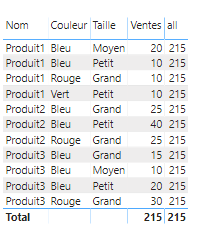 Nom Couleur Taille Ventes all
Produit1 Bleu Moyen 20 215
Produit1 Bleu Petit 10 215
Produit1 Rouge Grand 10 215
Produit1 Vert Petit 10 215
Produit2 Bleu Grand 25 215
Produit2 Bleu Petit 40 215
Produit2 Rouge Grand 25 215
Produit3 Bleu Grand 15 215
Produit3 Bleu Moyen 10 215
Produit3 Bleu Petit 20 215
Produit3 Rouge Grand 30 215
Total 215 215